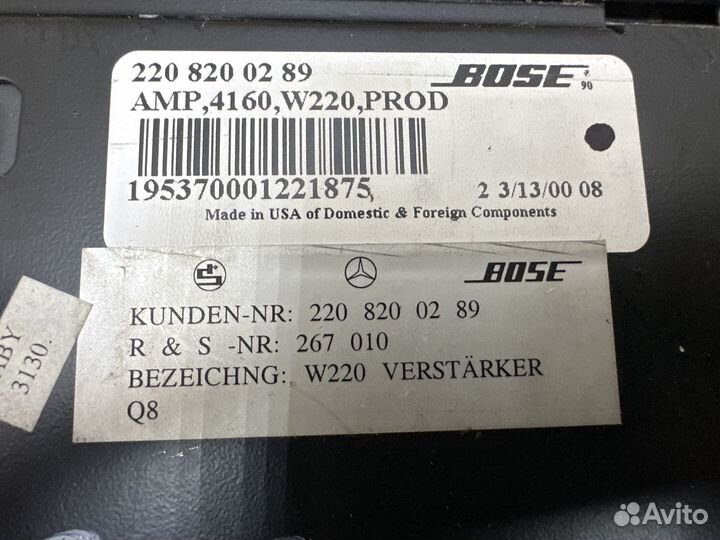 220 820 02 89
BOSE
90
AMP,4160,W220,PROD
195370001221875
2 3/13/00 08
Made in USA of Domestic & Foreign Components
BOSE
KUNDEN-NR: 220 820 02 89
R & S -NR: 267 010
BEZEICHNG: W220 VERSTÄRKER
Q8
ABY
3130.
Avito